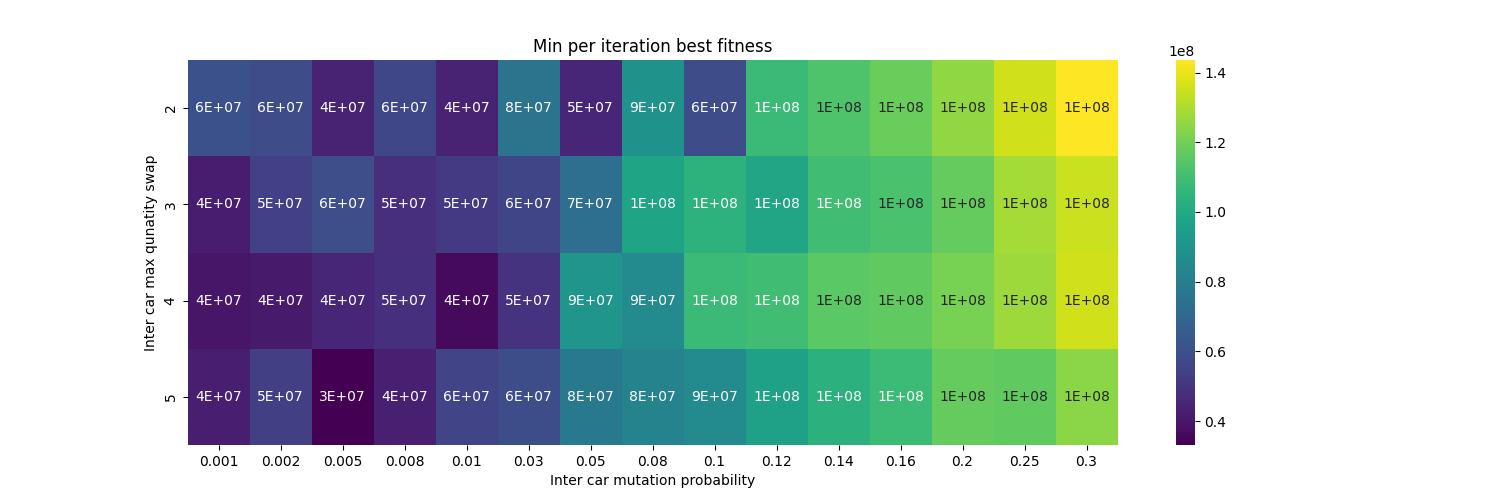 Min per iteration best fitness
1e8
2 6E+07 6E+07 4E+07 6E+07 4E+07 8E+07 5E+07 9E+07 6E+07 1E+08 1E+08 1E+08 1E+08 1E+08 1E+08
3 4E+07 5E+07 6E+07 5E+07 5E+07 6E+07 7E+07 1E+08 1E+08 1E+08 1E+08 1E+08 1E+08 1E+08 1E+08
4 4E+07 4E+07 4E+07 5E+07 4E+07 5E+07 9E+07 9E+07 1E+08 1E+08 1E+08 1E+08 1E+08 1E+08 1E+08
5 4E+07 5E+07 3E+07 4E+07 6E+07 6E+07 8E+07 8E+07 9E+07 1E+08 1E+08 1E+08 1E+08 1E+08 1E+08
0.001 0.002 0.005 0.008 0.01 0.03 0.05 0.08 0.1 0.12 0.14 0.16 0.2 0.25 0.3
Inter car mutation probability
Inter car max qunatity swap
1.4
1.2
1.0
0.8
0.6
0.4